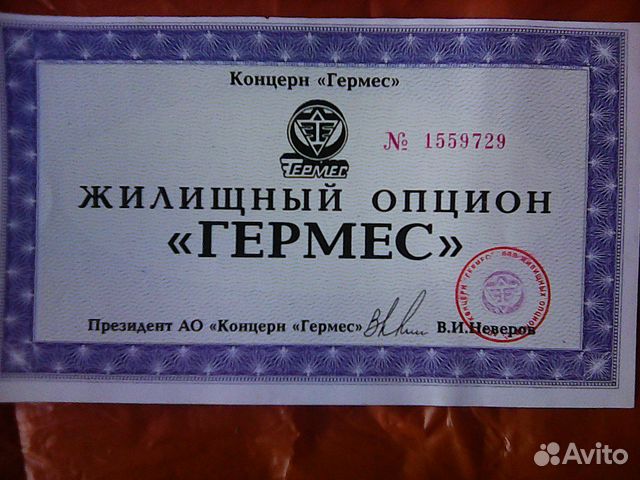 Концерн «Гермес»
ГЕРМЕС
№ 1559729
ЖИЛИЩНЫЙ ОПЦИОН
«ГЕРМЕС»
Президент АО «Концерн «Гермес» В.И.Неверов
Avito